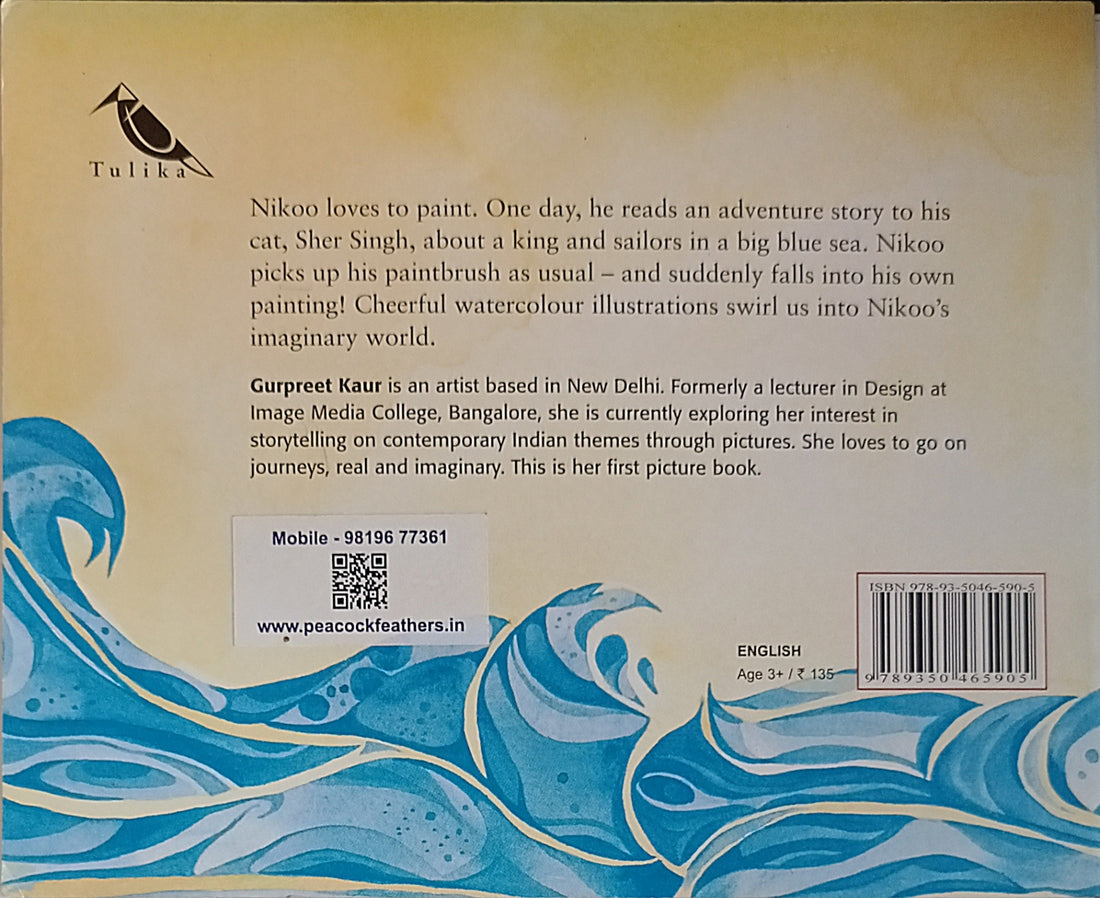 Tulika
Nikoo loves to paint. One day, he reads an adventure story to his
cat, Sher Singh, about a king and sailors in a big blue sea. Nikoo
picks up his paintbrush as usual – and suddenly falls into his own
painting! Cheerful watercolour illustrations swirl us into Nikoo's
imaginary world.
Gurpreet Kaur is an artist based in New Delhi. Formerly a lecturer in Design at
Image Media College, Bangalore, she is currently exploring her interest in
storytelling on contemporary Indian themes through pictures. She loves to go on
journeys, real and imaginary. This is her first picture book.
Mobile - 98196 77361
www.peacockfeathers.in
ENGLISH
Age 3+ / ₹ 135
ISBN 978-93-5046-590-5
9 789350 465905